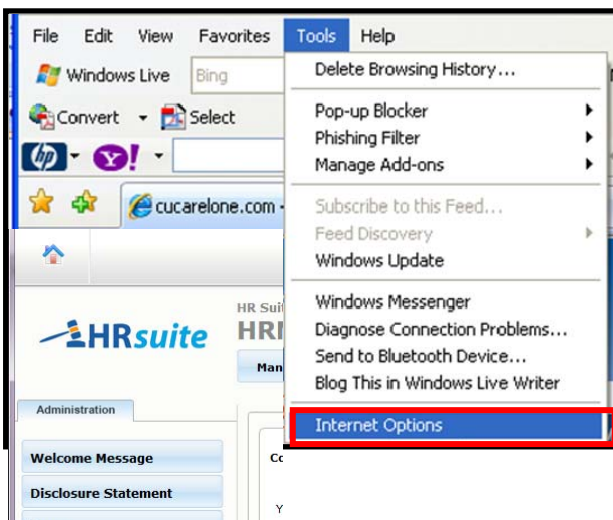 File Edit View Favorites Tools Help
Windows Live Bing
Delete Browsing History...
Convert Select
Pop-up Blocker
Phishing Filter
hp Y!
Manage Add-ons
cucarelone.com -
Subscribe to this Feed...
Feed Discovery
Windows Update
Windows Messenger
HR Sui
HRsuite
Diagnose Connection Problems...
Send to Bluetooth Device...
Man
Blog This in Windows Live Writer
Administration
Internet Options
Welcome Message
Disclosure Statement